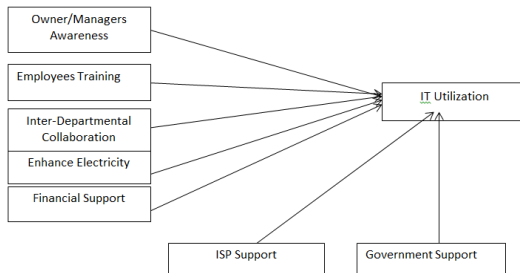 Owner/Managers
Awareness
Employees Training
IT Utilization
Inter-Departmental
Collaboration
Enhance Electricity
Financial Support
ISP Support
Government Support